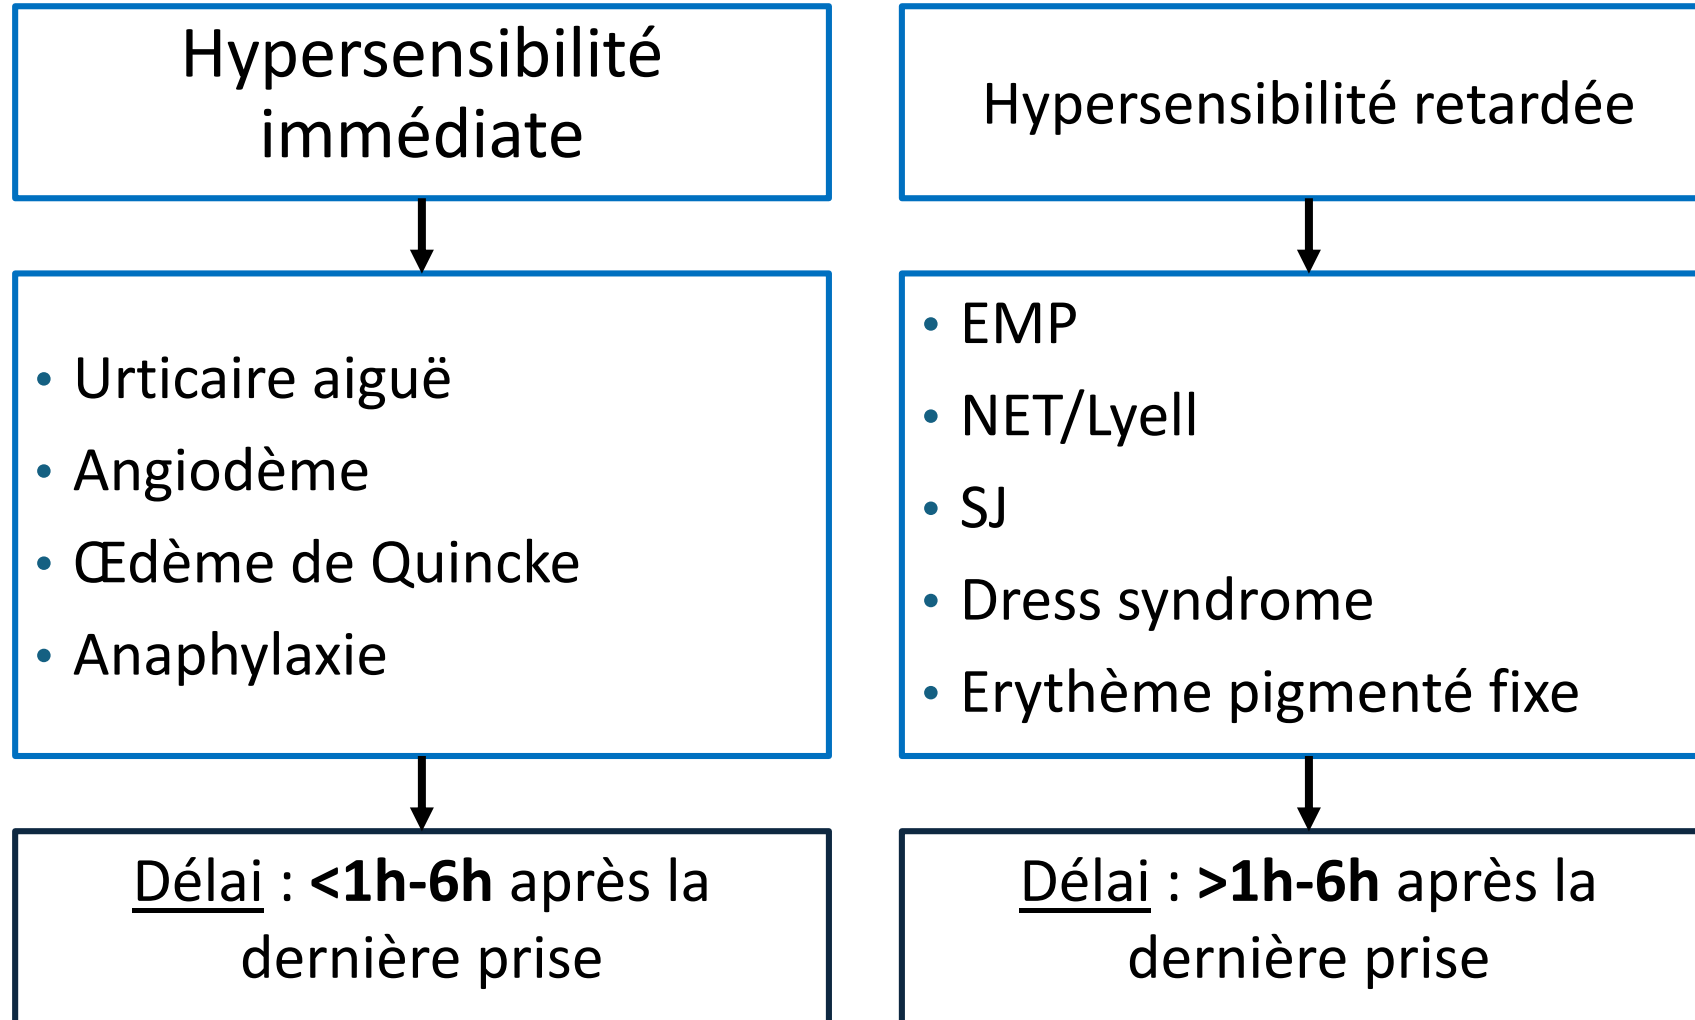 Hypersensibilité
immédiate
• Urticaire aiguë
• Angiodème
• Œdème de Quincke
• Anaphylaxie
Délai : <1h-6h après la
dernière prise
Hypersensibilité retardée
• EMP
• NET/Lyell
• SJ
• Dress syndrome
• Erythème pigmenté fixe
Délai : >1h-6h après la
dernière prise